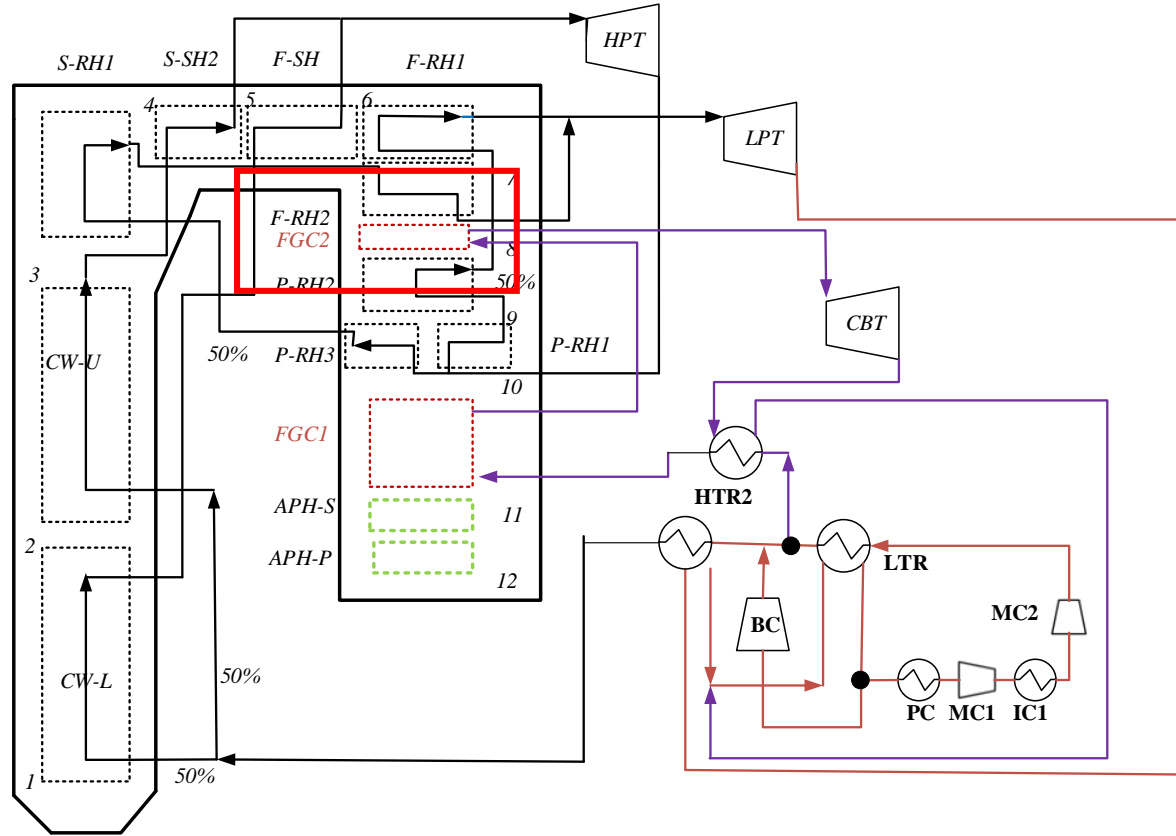 HPT
S-RH1
S-SH2
F-SH
F-RH1
4
5
6
LPT
7
F-RH2
FGC2
8
3
P-RH2
50%
9
CBT
50%
CW-U
P-RH3
P-RH1
10
FGC1
HTR2
APH-S
11
2
APH-P
LTR
12
BC
MC2
CW-L
50%
PC
MC1
IC1
1
50%